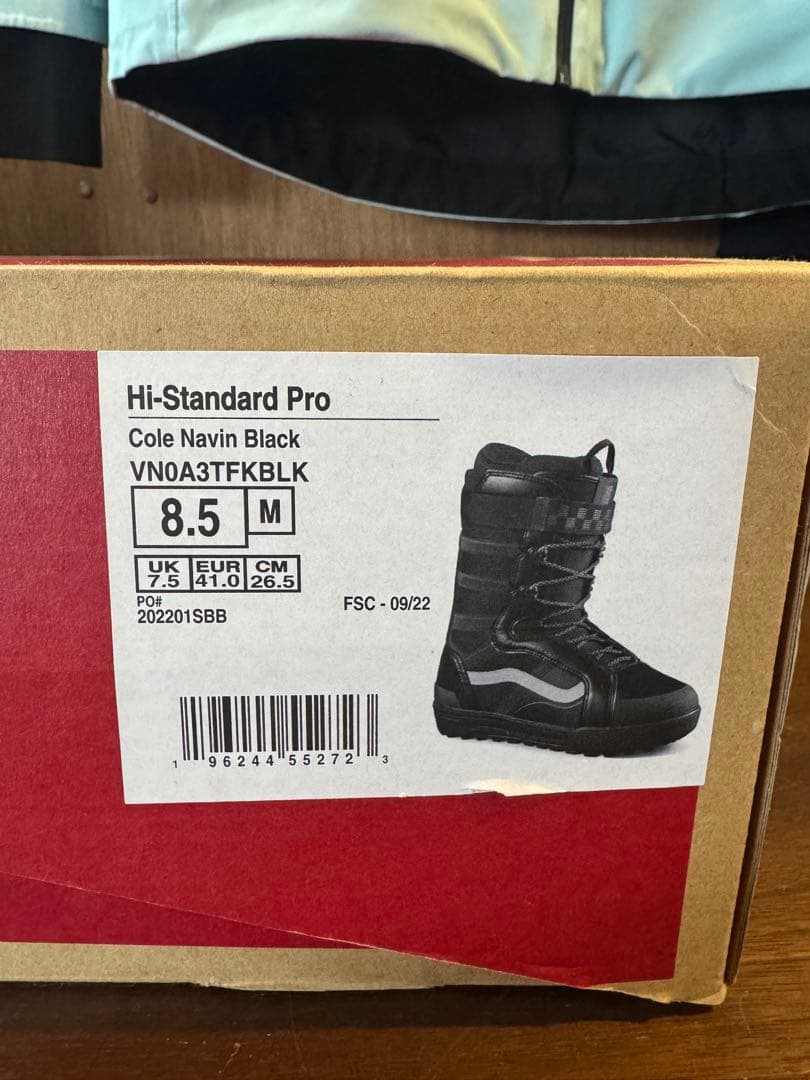 Hi-Standard Pro
Cole Navin Black
VN0A3TFKBLK
8.5 M
UK EUR CM
7.5 41.0 26.5
PO#
202201SBB
FSC - 09/22
1 96244 55272 3